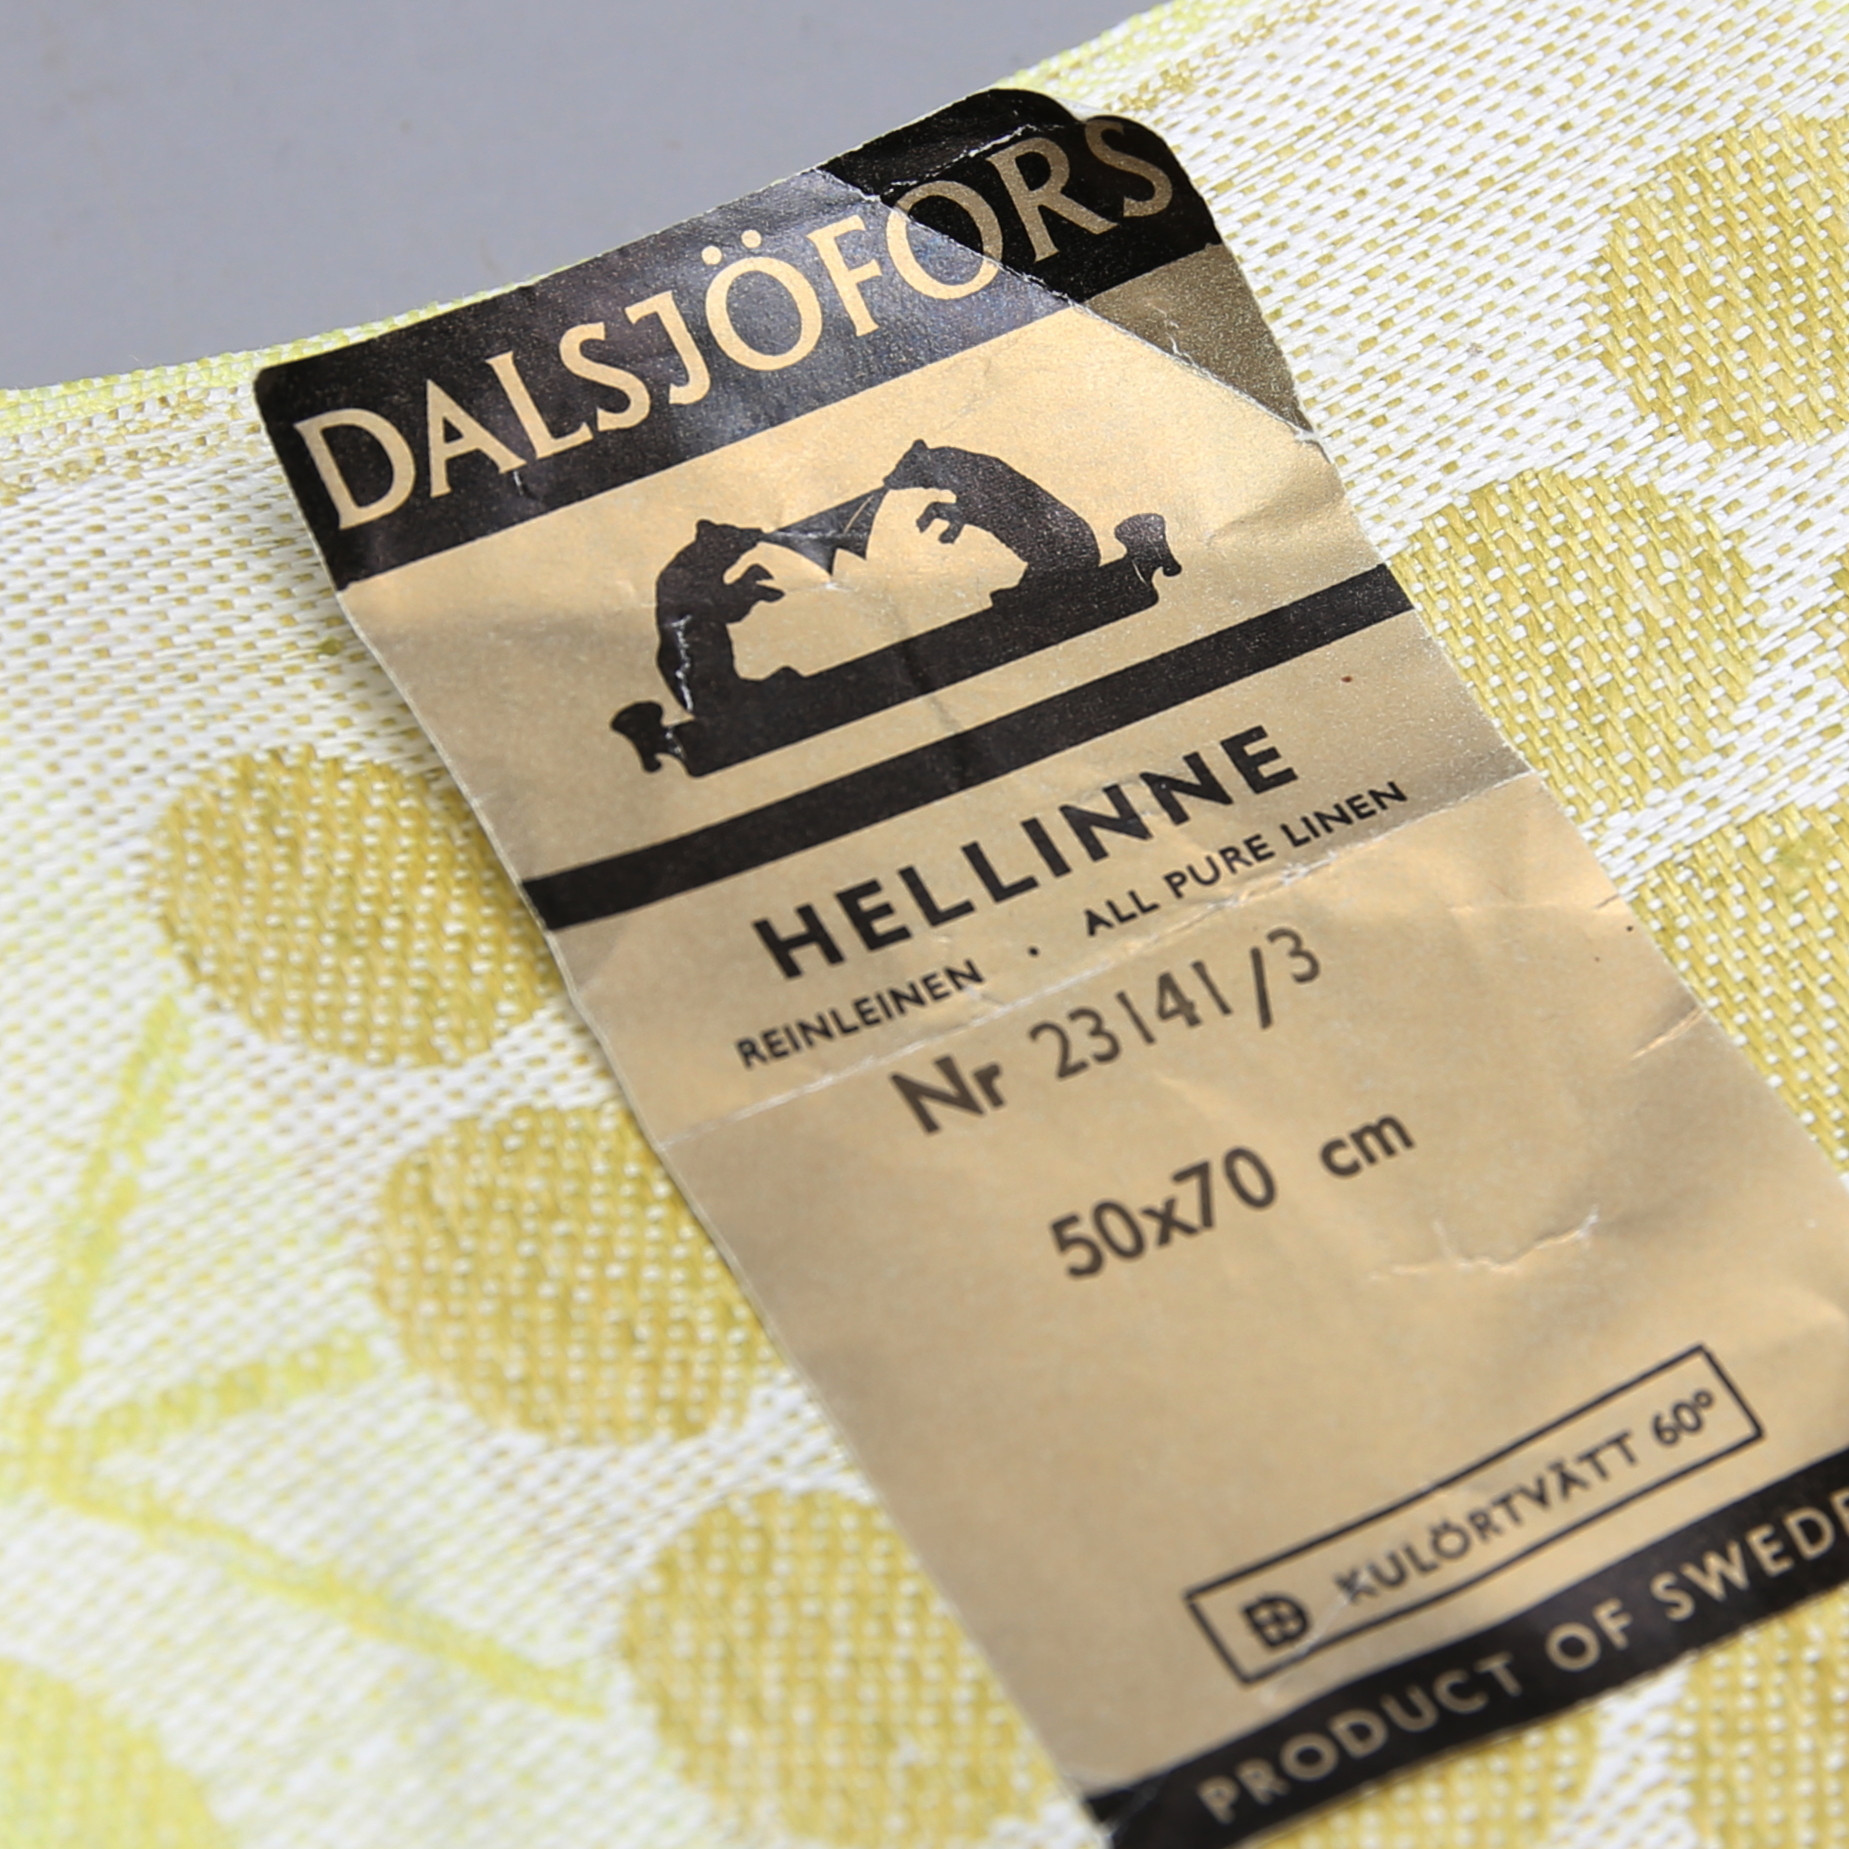 DALSJÖFORS
HELLINNE
REINLEINEN · ALL PURE LINEN
Nr 23141/3
50x70 cm
KULÖRTVÄTT 60°
PRODUCT OF SWEDE